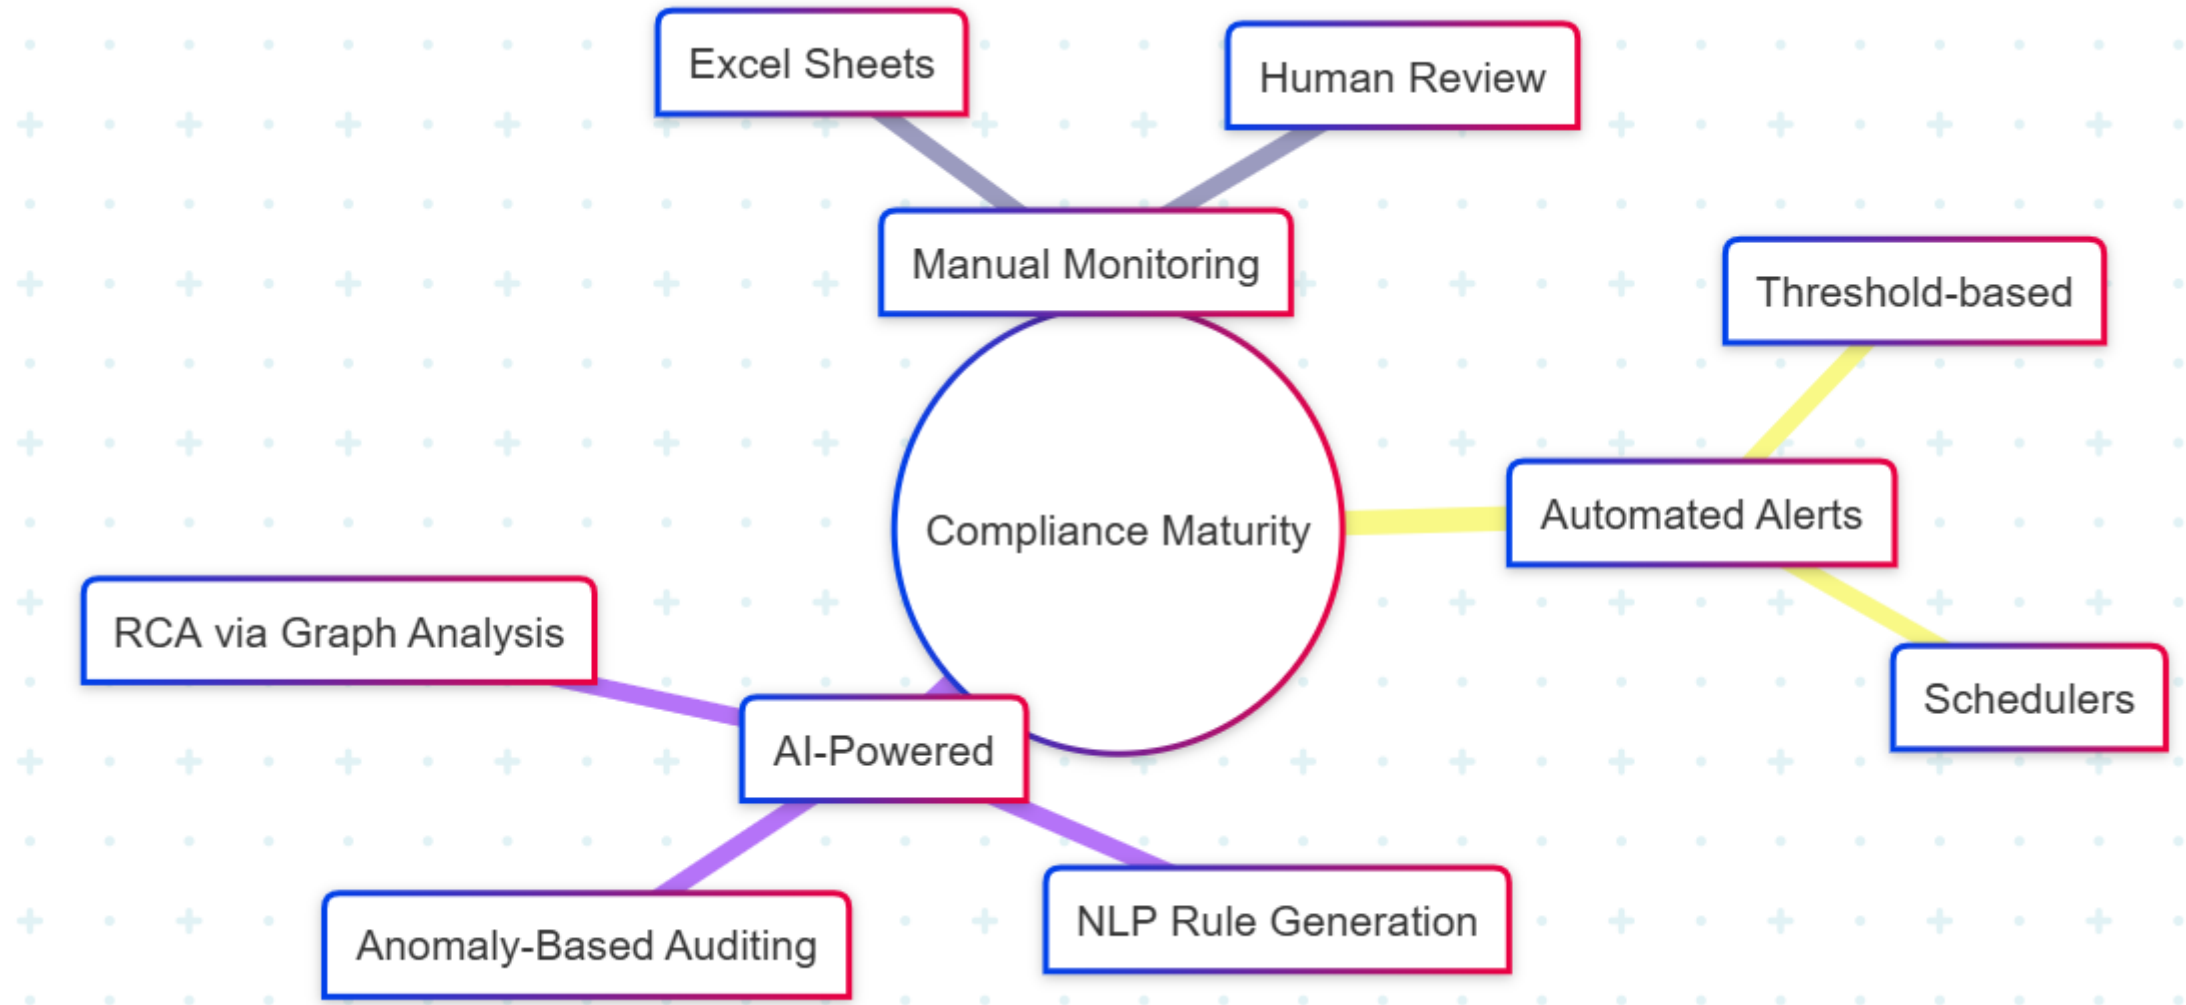 Excel Sheets
Human Review
Manual Monitoring
Threshold-based
Automated Alerts
Compliance Maturity
Schedulers
RCA via Graph Analysis
AI-Powered
NLP Rule Generation
Anomaly-Based Auditing